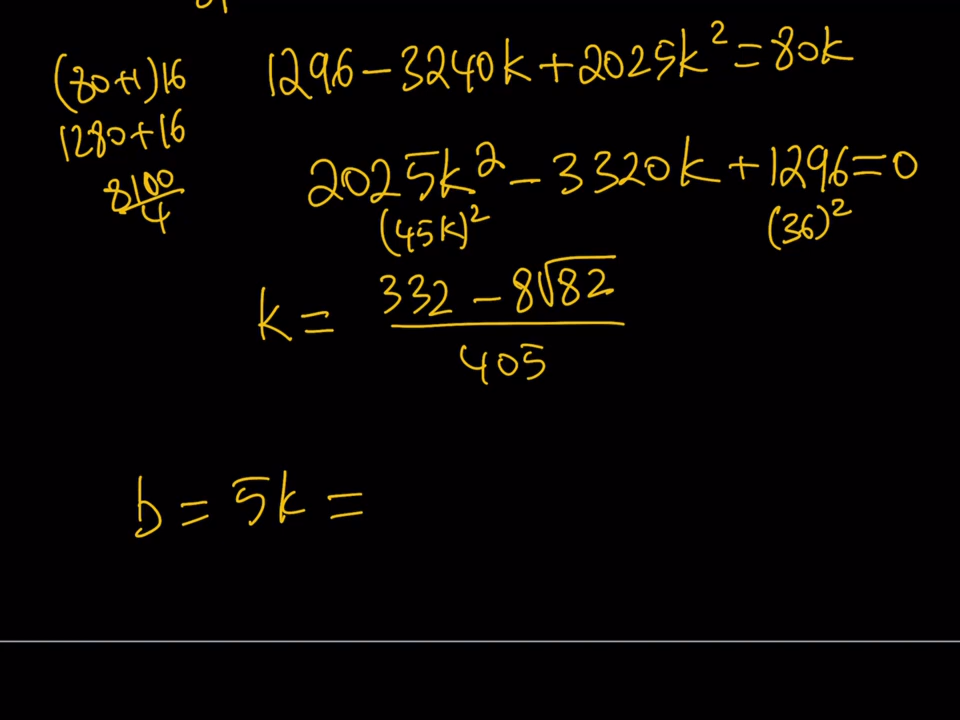 (80+1)16
1280+16
8100/4
1296-3240k+2025k²=80k
2025k²-3320k+1296=0
(45k)² (36)²
k = (332 - 8√82)/405
b = 5k =